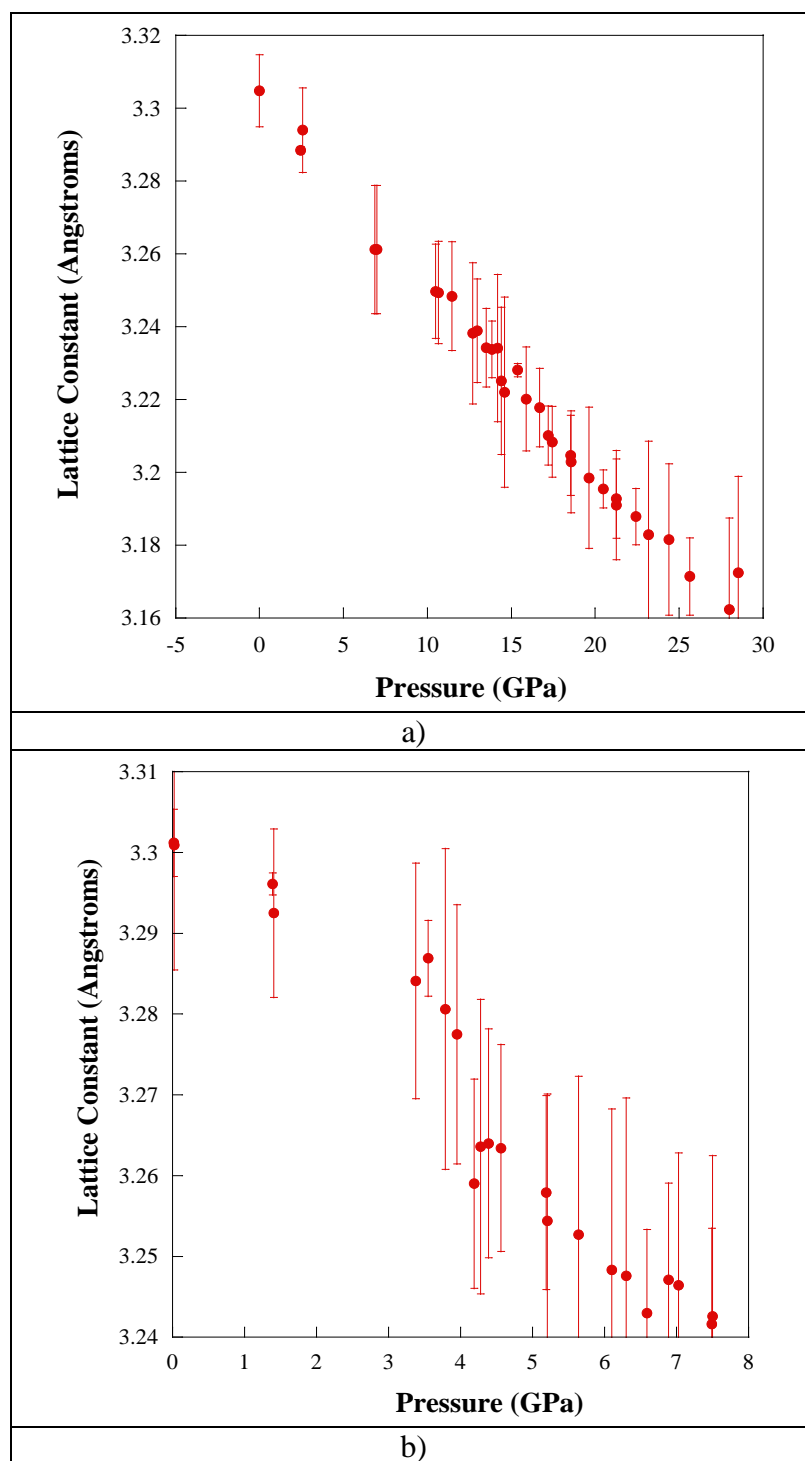 3.32
3.3
3.28
3.26
3.24
3.22
3.2
3.18
3.16
Lattice Constant (Angstroms)
-5 0 5 10 15 20 25 30
Pressure (GPa)
a)
3.31
3.3
3.29
3.28
3.27
3.26
3.25
3.24
Lattice Constant (Angstroms)
0 1 2 3 4 5 6 7 8
Pressure (GPa)
b)